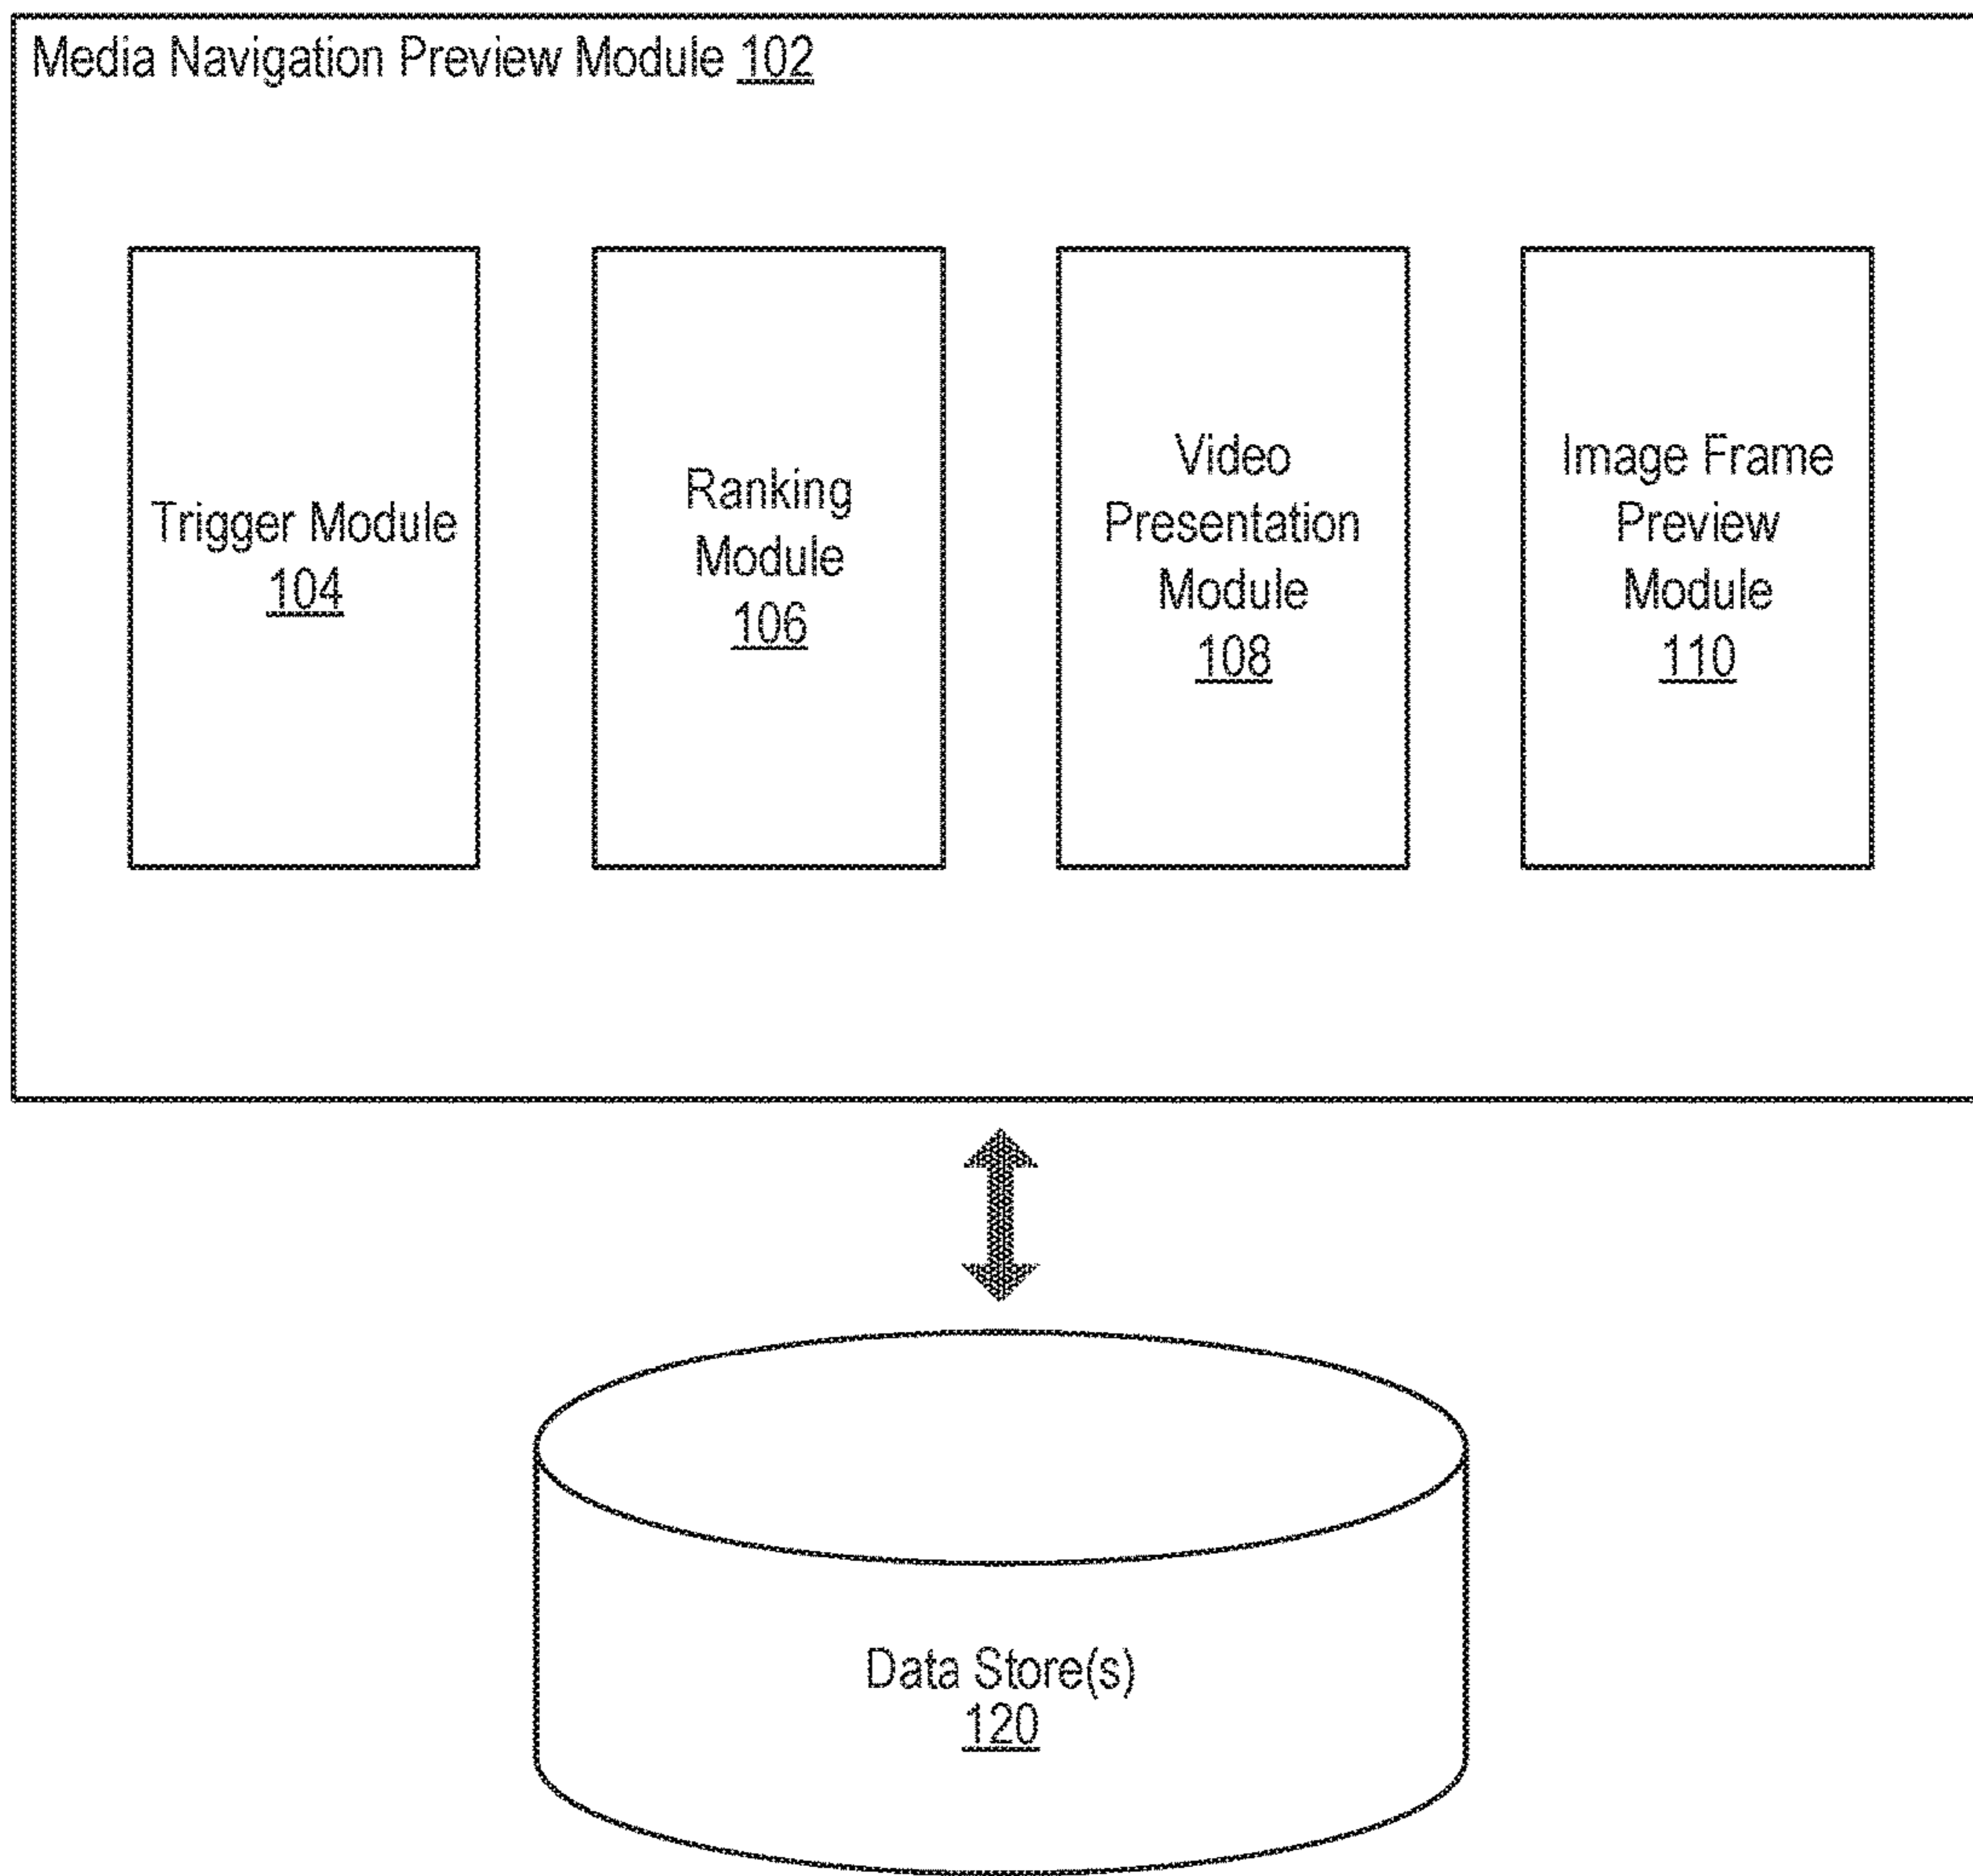 Media Navigation Preview Module 102
Trigger Module
104
Ranking
Module
106
Video
Presentation
Module
108
Image Frame
Preview
Module
110
Data Store(s)
120